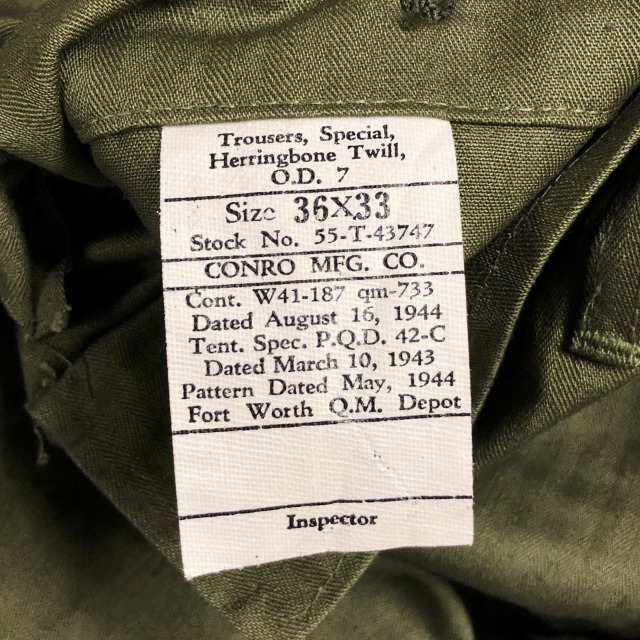 Trousers, Special,
Herringbone Twill,
O.D. 7
Size 36X33
Stock No. 55-T-43747
CONRO MFG. CO.
Cont. W41-187 qm-733
Dated August 16, 1944
Tent. Spec. P.Q.D. 42-C
Dated March 10, 1943
Pattern Dated May, 1944
Fort Worth Q.M. Depot
Inspector